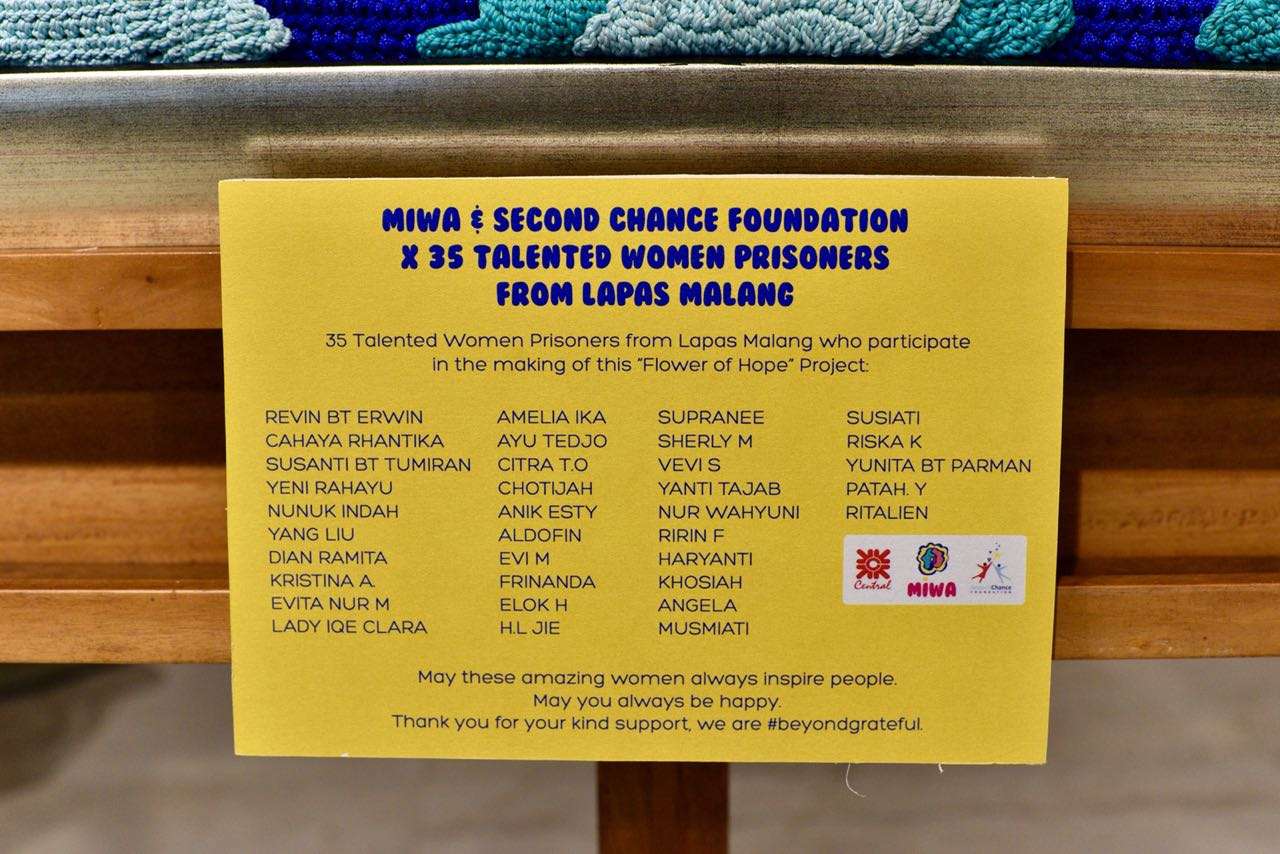 MIWA & SECOND CHANCE FOUNDATION
X 35 TALENTED WOMEN PRISONERS
FROM LAPAS MALANG
35 Talented Women Prisoners from Lapas Malang who participate
in the making of this "Flower of Hope" Project:
REVIN BT ERWIN
CAHAYA RHANTIKA
SUSANTI BT TUMIRAN
YENI RAHAYU
NUNUK INDAH
YANG LIU
DIAN RAMITA
KRISTINA A.
EVITA NUR M
LADY IQE CLARA
AMELIA IKA
AYU TEDJO
CITRA T.O
CHOTIJAH
ANIK ESTY
ALDOFIN
EVI M
FRINANDA
ELOK H
H.L JIE
SUPRANEE
SHERLY M
VEVI S
YANTI TAJAB
NUR WAHYUNI
RIRIN F
HARYANTI
KHOSIAH
ANGELA
MUSMIATI
SUSIATI
RISKA K
YUNITA BT PARMAN
PATAH. Y
RITALIEN
Central
MIWA
Chance
FOUNDATION
May these amazing women always inspire people.
May you always be happy.
Thank you for your kind support, we are #beyondgrateful.